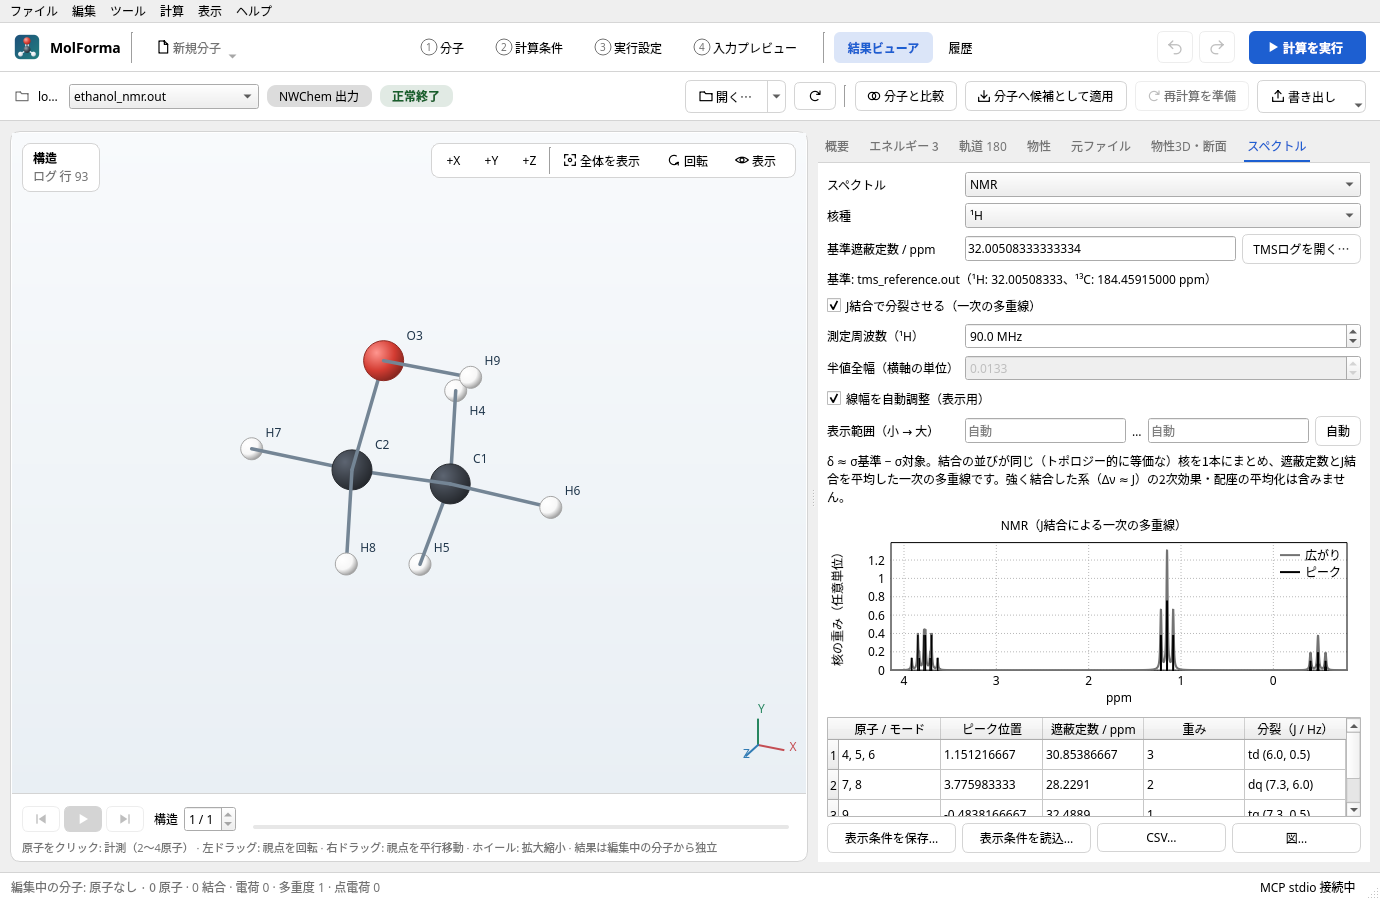 ファイル 編集 ツール 計算 表示 ヘルプ
MolForma 新規分子 1 分子 2 計算条件 3 実行設定 4 入力プレビュー 結果ビューア 履歴 計算を実行
lo... ethanol_nmr.out NWChem 出力 正常終了 開く… 分子と比較 分子へ候補として適用 再計算を準備 書き出し
構造
ログ行 93
+X +Y +Z 全体を表示 回転 表示
O3
H9
H4
H7
C2
C1
H6
H8
H5
Y
X
Z
構造 1 / 1
原子をクリック: 計測（2〜4原子） · 左ドラッグ: 視点を回転 · 右ドラッグ: 視点を平行移動 · ホイール: 拡大縮小 · 結果は編集中の分子から独立
概要 エネルギー 3 軌道 180 物性 元ファイル 物性3D・断面 スペクトル
スペクトル NMR
核種 ¹H
基準遮蔽定数 / ppm 32.00508333333334 TMSログを開く…
基準: tms_reference.out（¹H: 32.00508333、¹³C: 184.45915000 ppm）
J結合で分裂させる（一次の多重線）
測定周波数（¹H） 90.0 MHz
半値全幅（横軸の単位） 0.0133
線幅を自動調整（表示用）
表示範囲（小 → 大） 自動 ... 自動 自動
δ ≈ σ基準 − σ対象。結合の並びが同じ（トポロジー的に等価な）核を1本にまとめ、遮蔽定数とJ結
合を平均した一次の多重線です。強く結合した系（Δν ≈ J）の2次効果・配座の平均化は含みませ
ん。
NMR（J結合による一次の多重線）
核の重み（任意単位）
1.2
1
0.8
0.6
0.4
0.2
0
広がり
ピーク
4 3 2 1 0
ppm
原子 / モード ピーク位置 遮蔽定数 / ppm 重み 分裂（J / Hz）
1 4, 5, 6 1.151216667 30.85386667 3 td (6.0, 0.5)
2 7, 8 3.775983333 28.2291 2 dq (7.3, 6.0)
3 9 -0.4838166667 32.4889 1 tq (7.3, 0.5)
表示条件を保存... 表示条件を読込... CSV... 図...
編集中の分子: 原子なし · 0 原子 · 0 結合 · 電荷 0 · 多重度 1 · 点電荷 0 MCP stdio 接続中